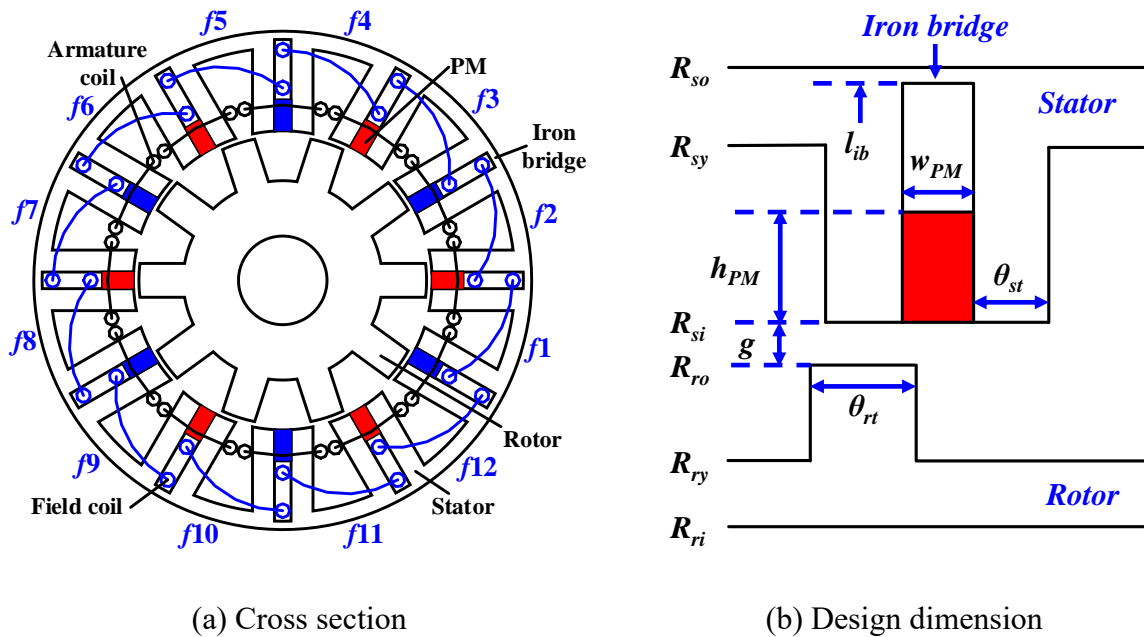 Armature
coil
PM
Iron
bridge
Rotor
Stator
Field coil
f1
f2
f3
f4
f5
f6
f7
f8
f9
f10
f11
f12
(a) Cross section
Iron bridge
R_so
Stator
l_ib
R_sy
w_PM
h_PM
θ_st
R_si
g
R_ro
θ_rt
R_ry
Rotor
R_ri
(b) Design dimension